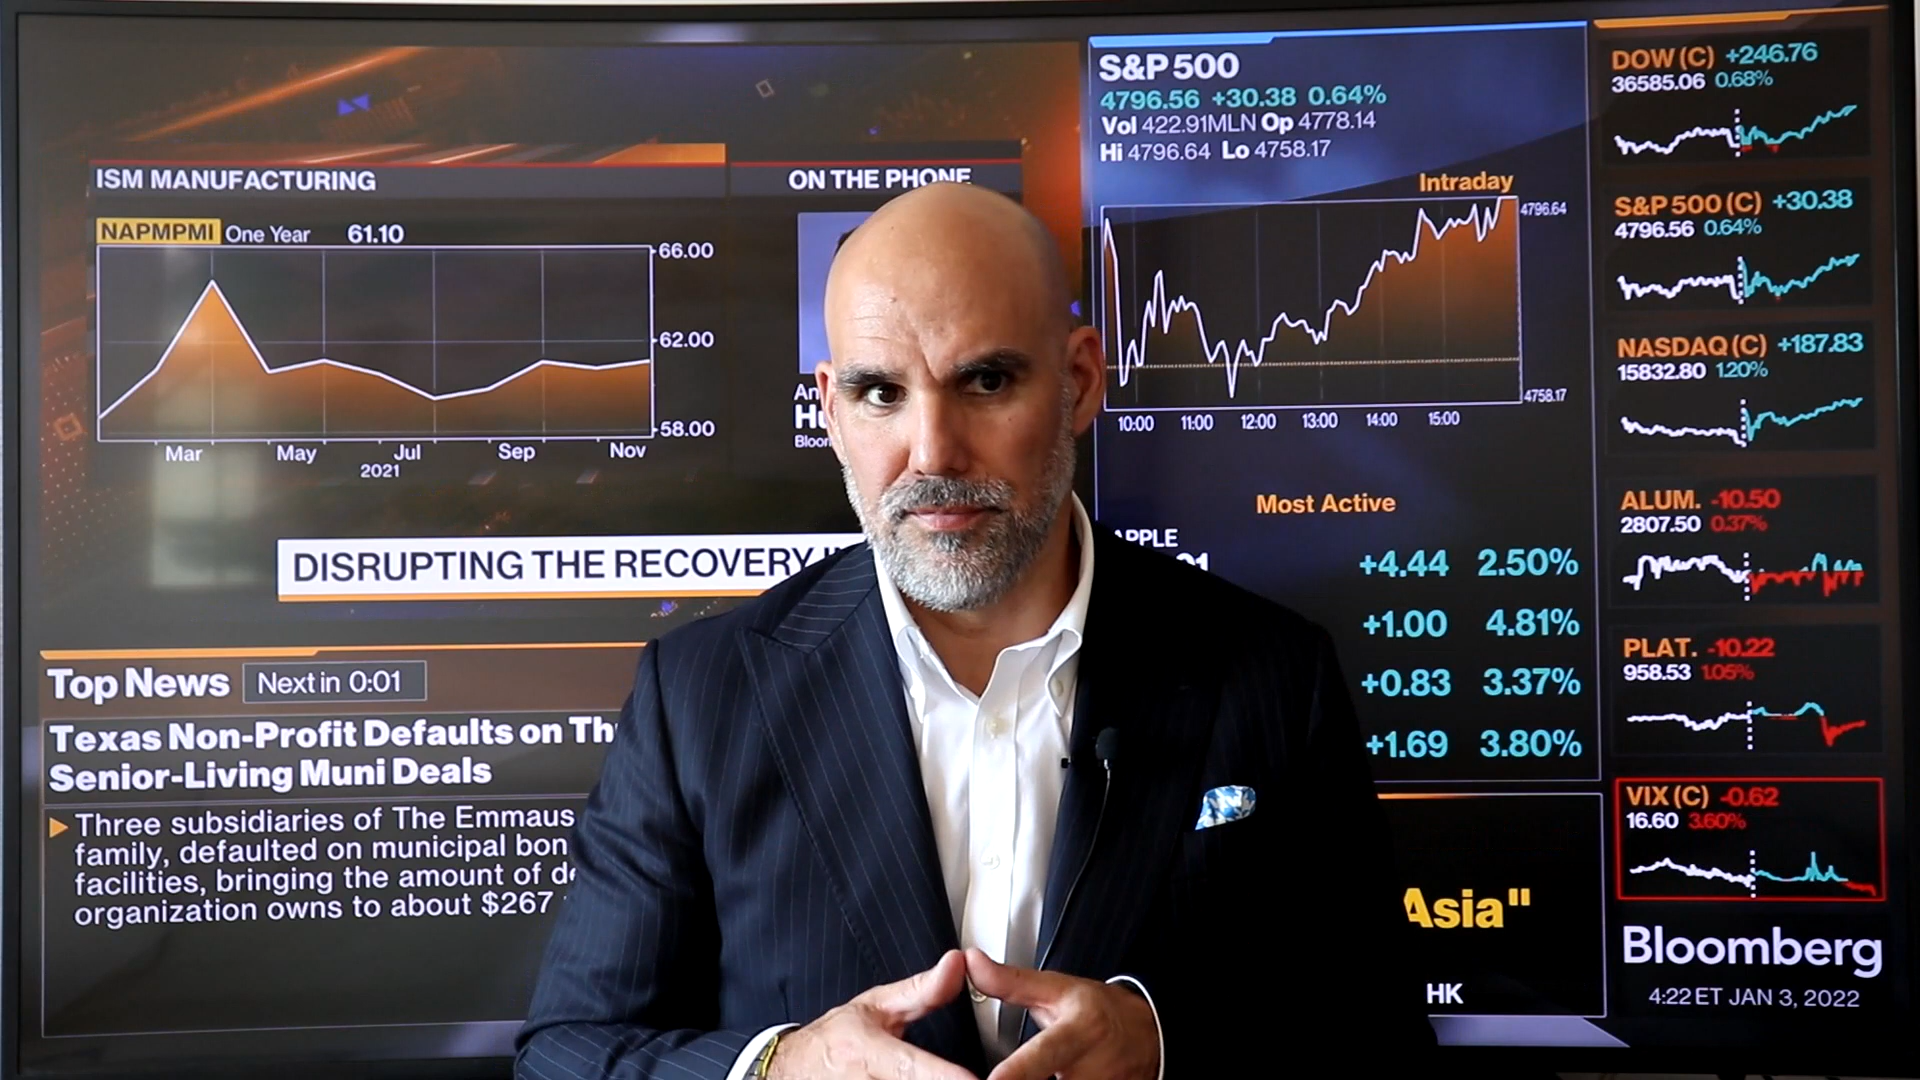 ISM MANUFACTURING
NAPMPMI One Year 61.10
66.00
62.00
58.00
Mar May Jul Sep Nov
2021
ON THE PHONE
DISRUPTING THE RECOVERY
Top News Next in 0:01
Texas Non-Profit Defaults on
Senior-Living Muni Deals
Three subsidiaries of The Emmaus
family, defaulted on municipal
facilities, bringing the amount of
organization owns to about $267
S&P 500
4796.56 +30.38 0.64%
Vol 422.91MLN Op 4778.14
Hi 4796.64 Lo 4758.17
Intraday
4796.64
4758.17
10:00 11:00 12:00 13:00 14:00 15:00
Most Active
APPLE
+4.44 2.50%
+1.00 4.81%
+0.83 3.37%
+1.69 3.80%
Asia"
HK
DOW (C) +246.76
36585.06 0.68%
S&P 500 (C) +30.38
4796.56 0.64%
NASDAQ (C) +187.83
15832.80 1.20%
ALUM. -10.50
2807.50 0.37%
PLAT. -10.22
958.53 1.05%
VIX (C) -0.62
16.60 3.60%
Bloomberg
4:22 ET JAN 3, 2022